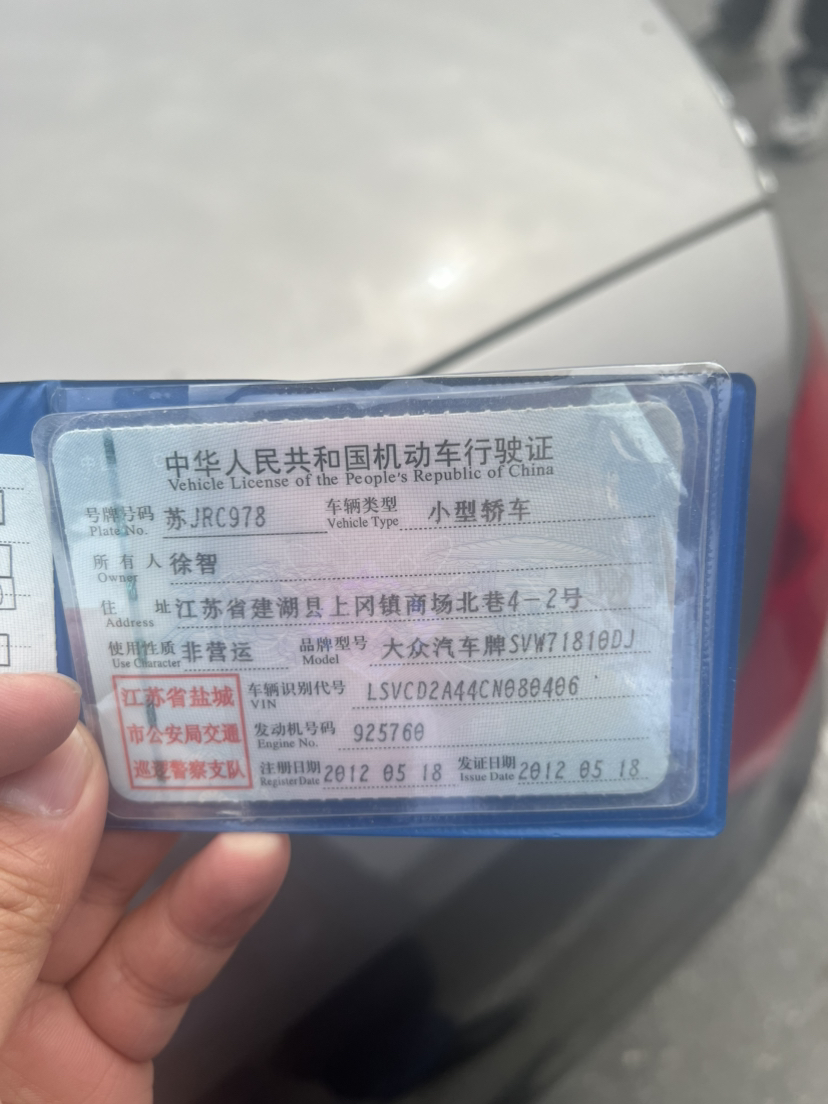 中华人民共和国机动车行驶证
Vehicle License of the People's Republic of China
号牌号码 Plate No. 苏JRC978 车辆类型 Vehicle Type 小型轿车
所有人 Owner 徐智
住址 Address 江苏省建湖县上冈镇商场北巷4-2号
使用性质 Use Character 非营运 品牌型号 Model 大众汽车牌SVW71810DJ
江苏省盐城
市公安局交通
巡逻警察支队
车辆识别代号 VIN LSVCD2A44CN080406
发动机号码 Engine No. 925760
注册日期 Register Date 2012 05 18 发证日期 Issue Date 2012 05 18